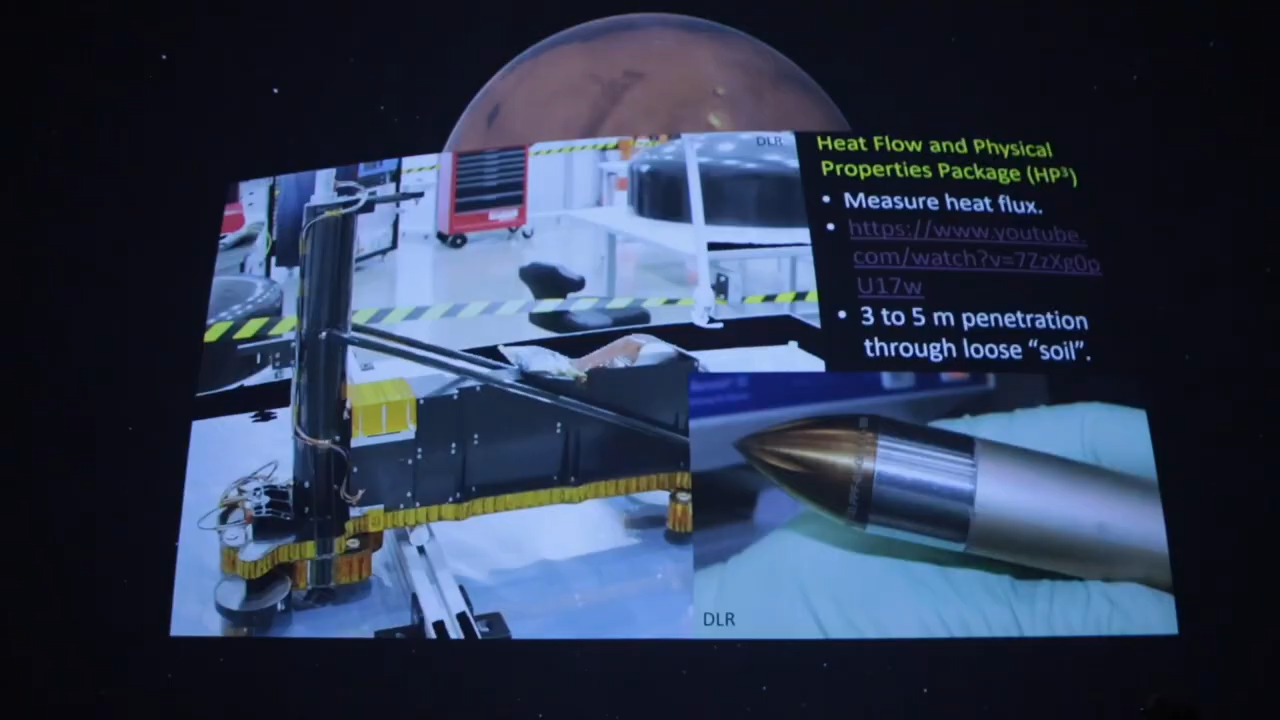 DLR
Heat Flow and Physical
Properties Package (HP³)
• Measure heat flux.
• https://www.youtube.
com/watch?v=7ZzXg0p
U17w
• 3 to 5 m penetration
through loose "soil".
DLR